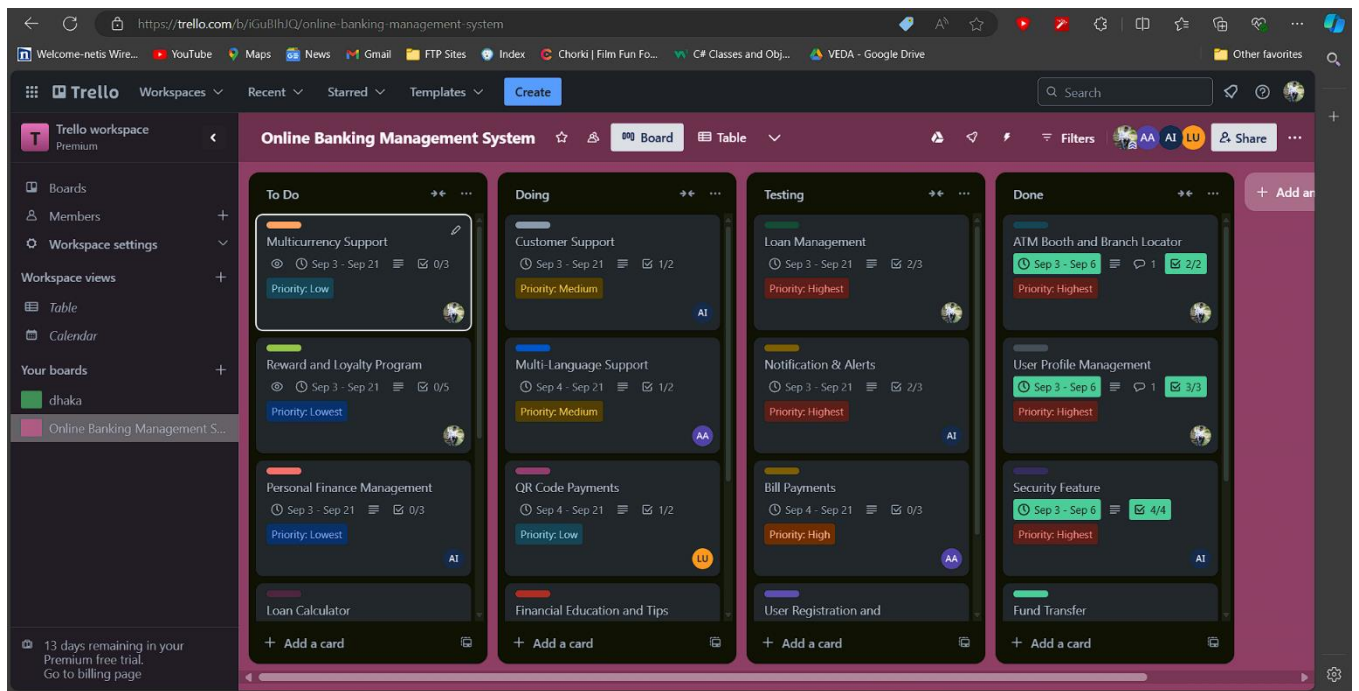 https://trello.com/b/iGuBIhJQ/online-banking-management-system
Welcome-netis Wire... YouTube Maps News Gmail FTP Sites Index Chorki | Film Fun Fo... C# Classes and Obj... VEDA - Google Drive Other favorites
Trello Workspaces Recent Starred Templates Create Search
T Trello workspace
Premium
Online Banking Management System Board Table Filters AA AI LU Share
Boards
Members
Workspace settings
Workspace views
Table
Calendar
Your boards
dhaka
Online Banking Management S...
13 days remaining in your
Premium free trial.
Go to billing page
To Do
Multicurrency Support
Sep 3 - Sep 21 0/3
Priority: Low
Reward and Loyalty Program
Sep 3 - Sep 21 0/5
Priority: Lowest
Personal Finance Management
Sep 3 - Sep 21 0/3
Priority: Lowest
AI
Loan Calculator
+ Add a card
Doing
Customer Support
Sep 3 - Sep 21 1/2
Priority: Medium
AI
Multi-Language Support
Sep 4 - Sep 21 1/2
Priority: Medium
AA
QR Code Payments
Sep 4 - Sep 21 1/2
Priority: Low
LU
Financial Education and Tips
+ Add a card
Testing
Loan Management
Sep 3 - Sep 21 2/3
Priority: Highest
Notification & Alerts
Sep 3 - Sep 21 2/3
Priority: Highest
AI
Bill Payments
Sep 4 - Sep 21 0/3
Priority: High
AA
User Registration and
+ Add a card
Done
ATM Booth and Branch Locator
Sep 3 - Sep 6 1 2/2
Priority: Highest
User Profile Management
Sep 3 - Sep 6 1 3/3
Priority: Highest
Security Feature
Sep 3 - Sep 6 4/4
Priority: Highest
AI
Fund Transfer
+ Add a card
+ Add an